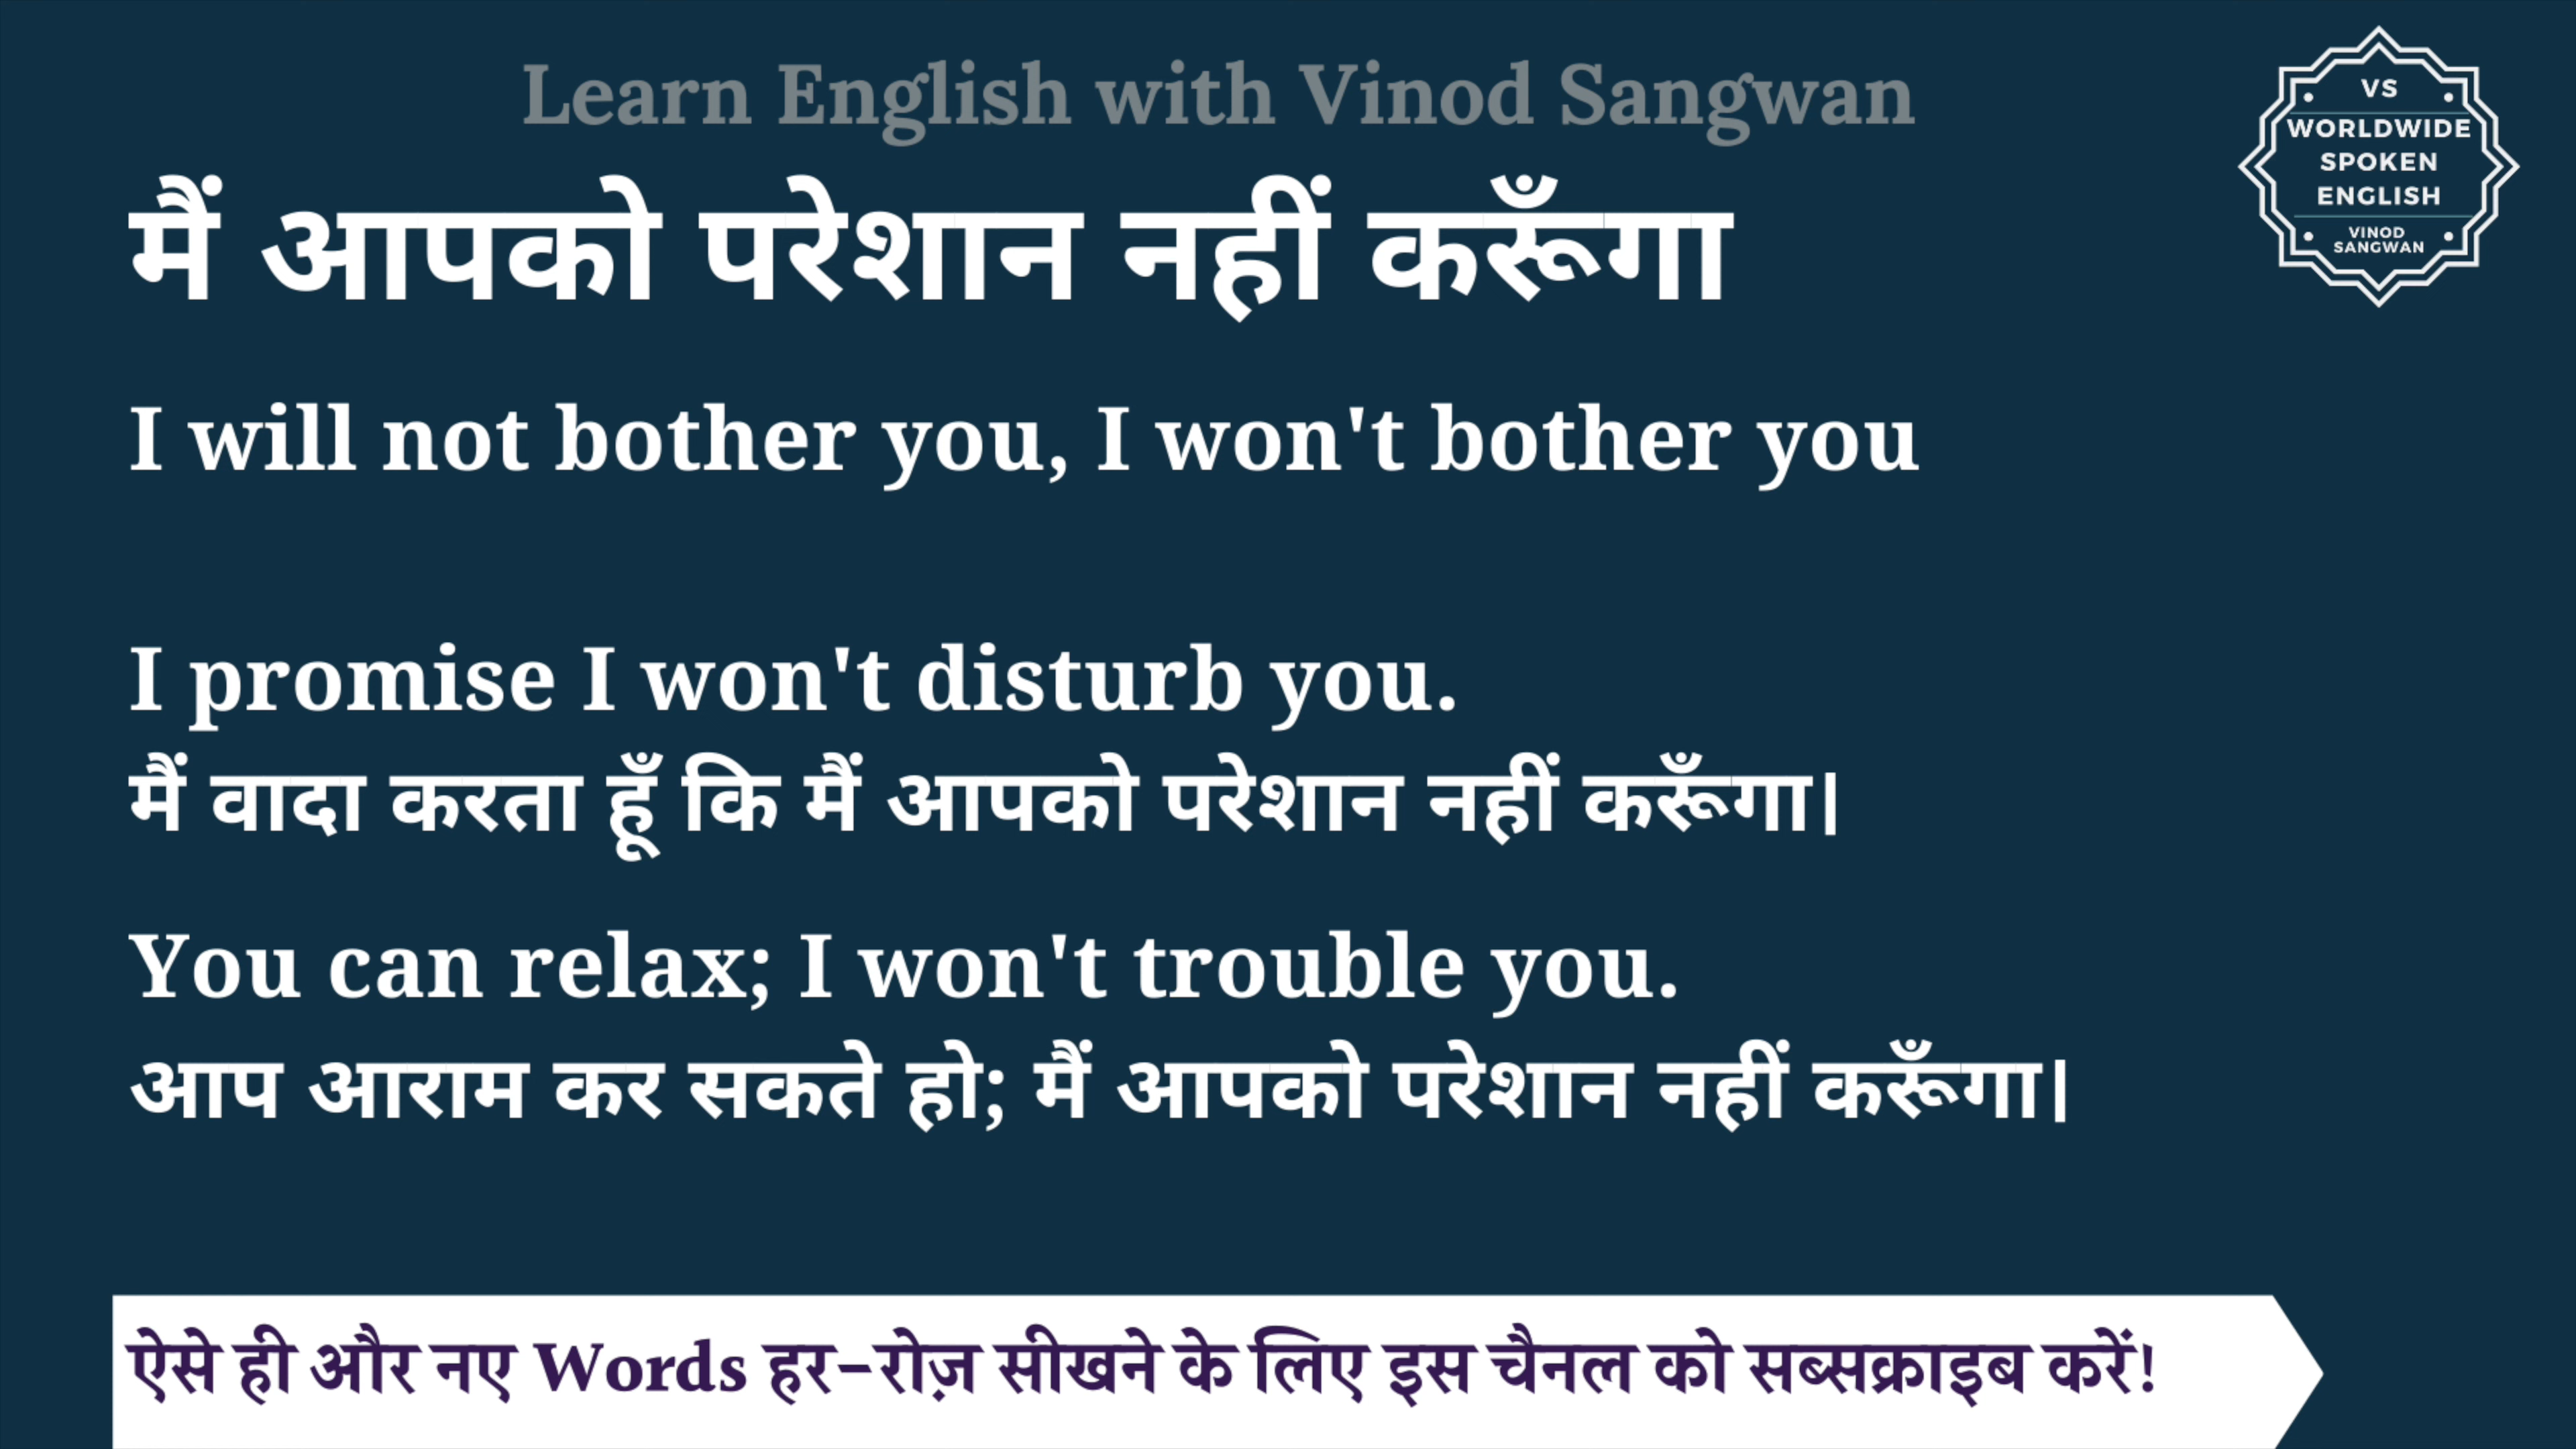 Learn English with Vinod Sangwan
VS
WORLDWIDE
SPOKEN
ENGLISH
VINOD
SANGWAN
मैं आपको परेशान नहीं करूँगा
I will not bother you, I won't bother you
I promise I won't disturb you.
मैं वादा करता हूँ कि मैं आपको परेशान नहीं करूँगा।
You can relax; I won't trouble you.
आप आराम कर सकते हो; मैं आपको परेशान नहीं करूँगा।
ऐसे ही और नए Words हर-रोज़ सीखने के लिए इस चैनल को सब्सक्राइब करें!